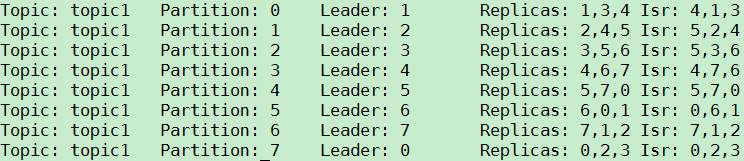 Topic: topic1 Partition: 0 Leader: 1 Replicas: 1,3,4 Isr: 4,1,3
Topic: topic1 Partition: 1 Leader: 2 Replicas: 2,4,5 Isr: 5,2,4
Topic: topic1 Partition: 2 Leader: 3 Replicas: 3,5,6 Isr: 5,3,6
Topic: topic1 Partition: 3 Leader: 4 Replicas: 4,6,7 Isr: 4,7,6
Topic: topic1 Partition: 4 Leader: 5 Replicas: 5,7,0 Isr: 5,7,0
Topic: topic1 Partition: 5 Leader: 6 Replicas: 6,0,1 Isr: 0,6,1
Topic: topic1 Partition: 6 Leader: 7 Replicas: 7,1,2 Isr: 7,1,2
Topic: topic1 Partition: 7 Leader: 0 Replicas: 0,2,3 Isr: 0,2,3